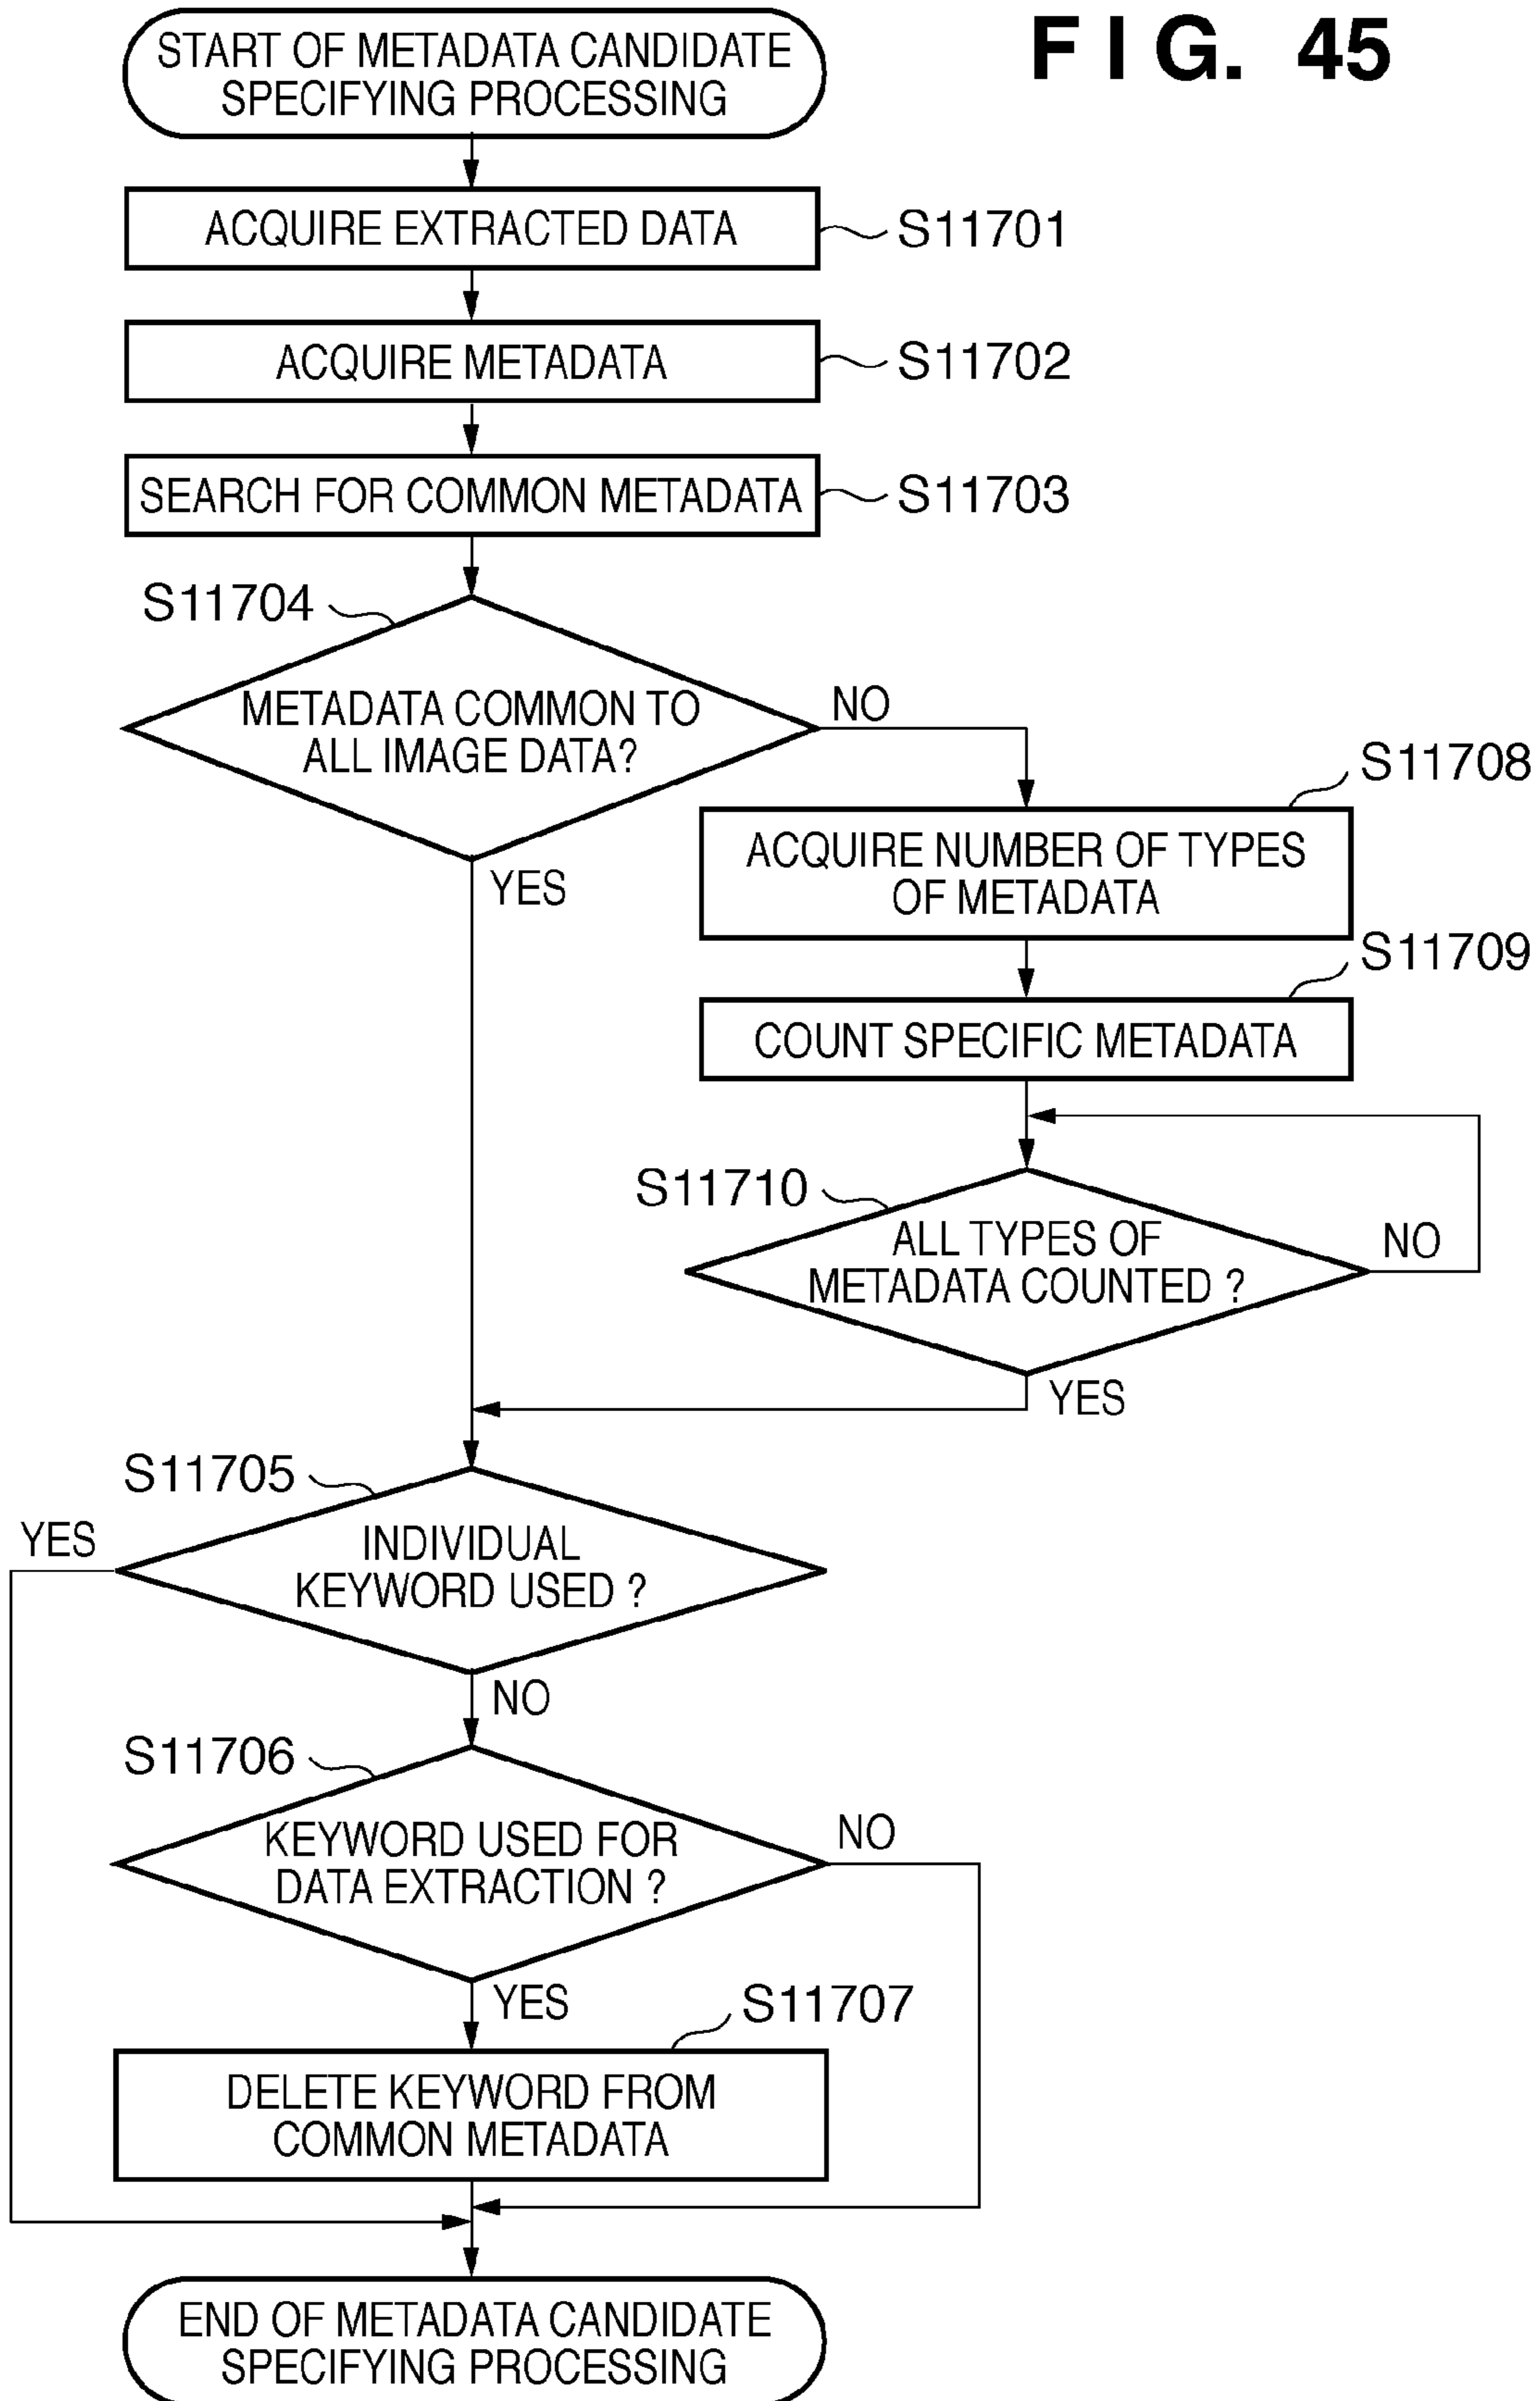 FIG. 45
START OF METADATA CANDIDATE
SPECIFYING PROCESSING
ACQUIRE EXTRACTED DATA
S11701
ACQUIRE METADATA
S11702
SEARCH FOR COMMON METADATA
S11703
S11704
METADATA COMMON TO
ALL IMAGE DATA?
NO
YES
S11708
ACQUIRE NUMBER OF TYPES
OF METADATA
S11709
COUNT SPECIFIC METADATA
S11710
ALL TYPES OF
METADATA COUNTED ?
NO
YES
S11705
YES
INDIVIDUAL
KEYWORD USED ?
NO
S11706
KEYWORD USED FOR
DATA EXTRACTION ?
NO
YES
S11707
DELETE KEYWORD FROM
COMMON METADATA
END OF METADATA CANDIDATE
SPECIFYING PROCESSING